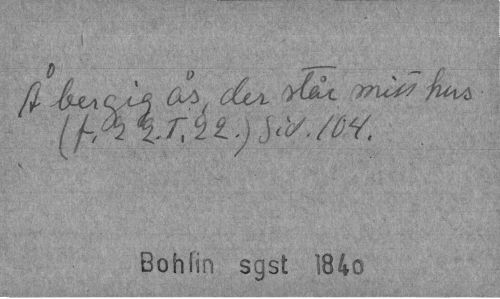 Å bergig ås, der står mitt hus
(f. 2 2. T. 22.) Sid. 104.
Bohlin sgst 1840